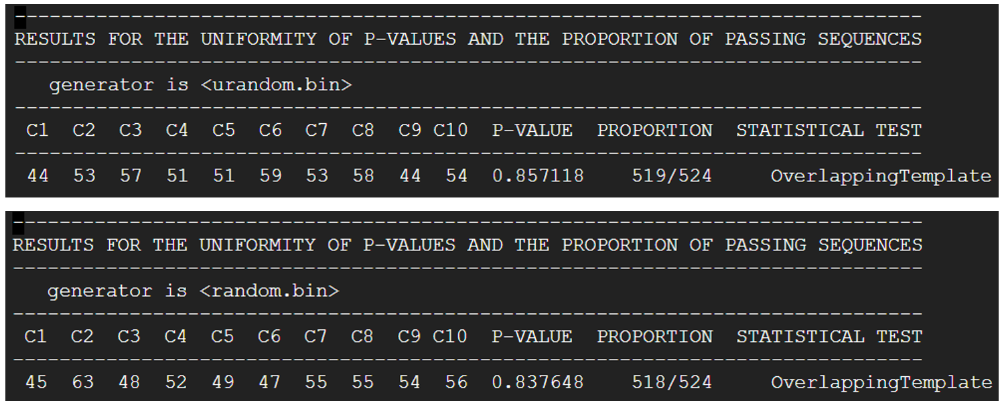 --------------------------------------------------------------------------------
RESULTS FOR THE UNIFORMITY OF P-VALUES AND THE PROPORTION OF PASSING SEQUENCES
--------------------------------------------------------------------------------
generator is <urandom.bin>
--------------------------------------------------------------------------------
C1 C2 C3 C4 C5 C6 C7 C8 C9 C10 P-VALUE PROPORTION STATISTICAL TEST
--------------------------------------------------------------------------------
44 53 57 51 51 59 53 58 44 54 0.857118 519/524 OverlappingTemplate
--------------------------------------------------------------------------------
RESULTS FOR THE UNIFORMITY OF P-VALUES AND THE PROPORTION OF PASSING SEQUENCES
--------------------------------------------------------------------------------
generator is <random.bin>
--------------------------------------------------------------------------------
C1 C2 C3 C4 C5 C6 C7 C8 C9 C10 P-VALUE PROPORTION STATISTICAL TEST
--------------------------------------------------------------------------------
45 63 48 52 49 47 55 55 54 56 0.837648 518/524 OverlappingTemplate